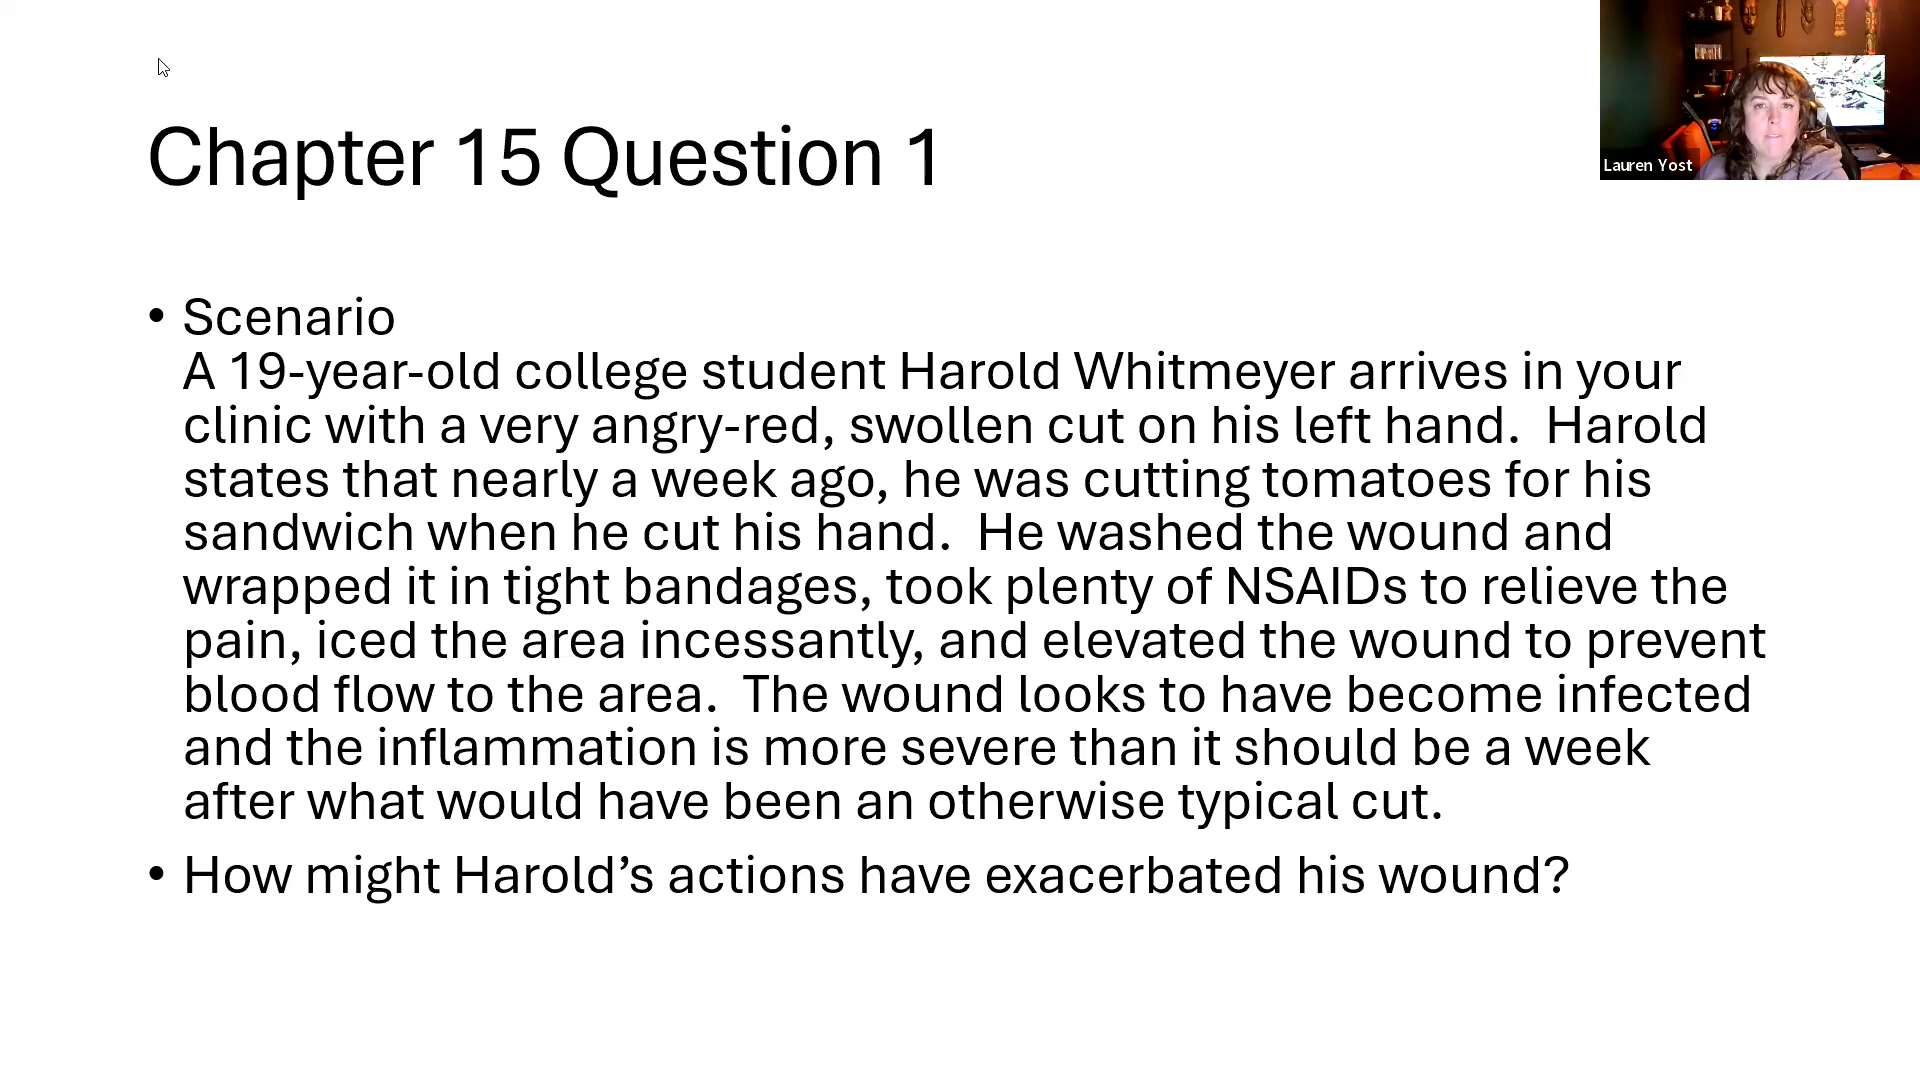 Chapter 15 Question 1
Lauren Yost
• Scenario
A 19-year-old college student Harold Whitmeyer arrives in your
clinic with a very angry-red, swollen cut on his left hand.  Harold
states that nearly a week ago, he was cutting tomatoes for his
sandwich when he cut his hand.  He washed the wound and
wrapped it in tight bandages, took plenty of NSAIDs to relieve the
pain, iced the area incessantly, and elevated the wound to prevent
blood flow to the area.  The wound looks to have become infected
and the inflammation is more severe than it should be a week
after what would have been an otherwise typical cut.
• How might Harold’s actions have exacerbated his wound?